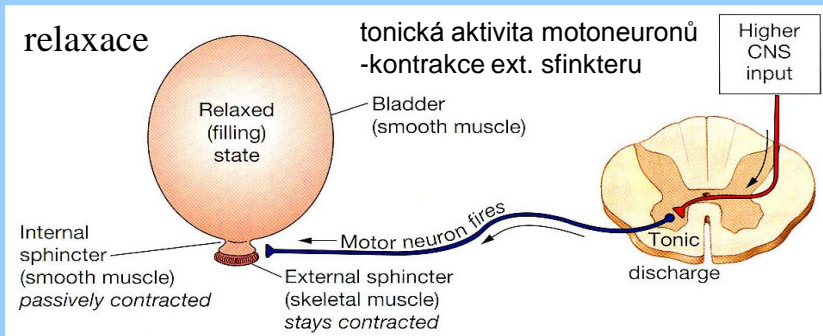 relaxace
tonická aktivita motoneuronů
-kontrakce ext. sfinkteru
Higher
CNS
input
Relaxed
(filling)
state
Bladder
(smooth muscle)
Internal
sphincter
(smooth muscle)
passively contracted
Motor neuron fires
External sphincter
(skeletal muscle)
stays contracted
Tonic
discharge